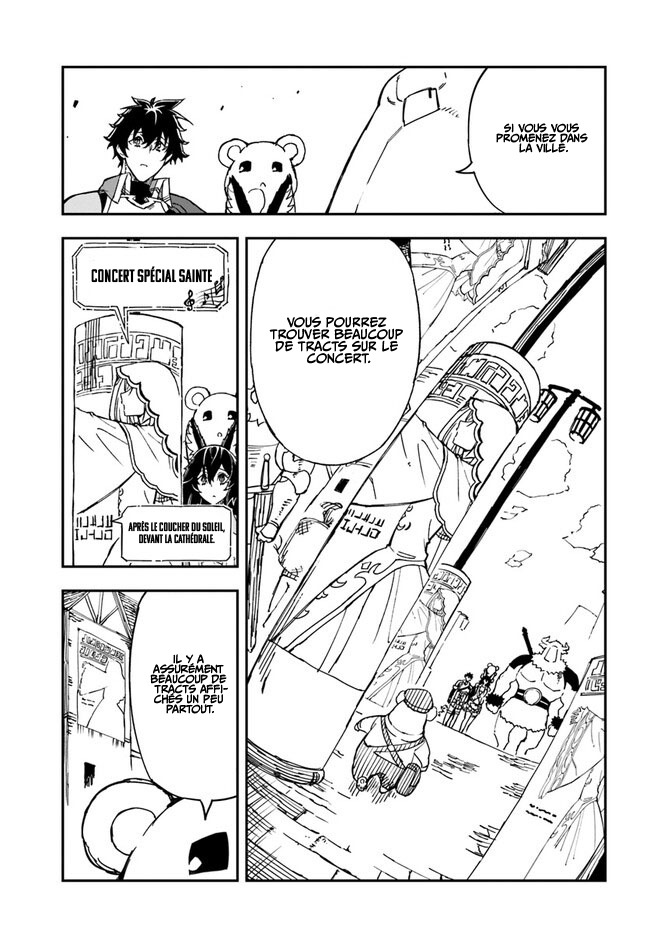 SI VOUS VOUS
PROMENEZ DANS
LA VILLE.
VOUS POURREZ
TROUVER BEAUCOUP
DE TRACTS SUR LE
CONCERT.
CONCERT SPÉCIAL SAINTE
APRÈS LE COUCHER DU SOLEIL,
DEVANT LA CATHÉDRALE.
IL Y A
ASSURÉMENT
BEAUCOUP DE
TRACTS AFFI-
CHÉS UN PEU
PARTOUT.